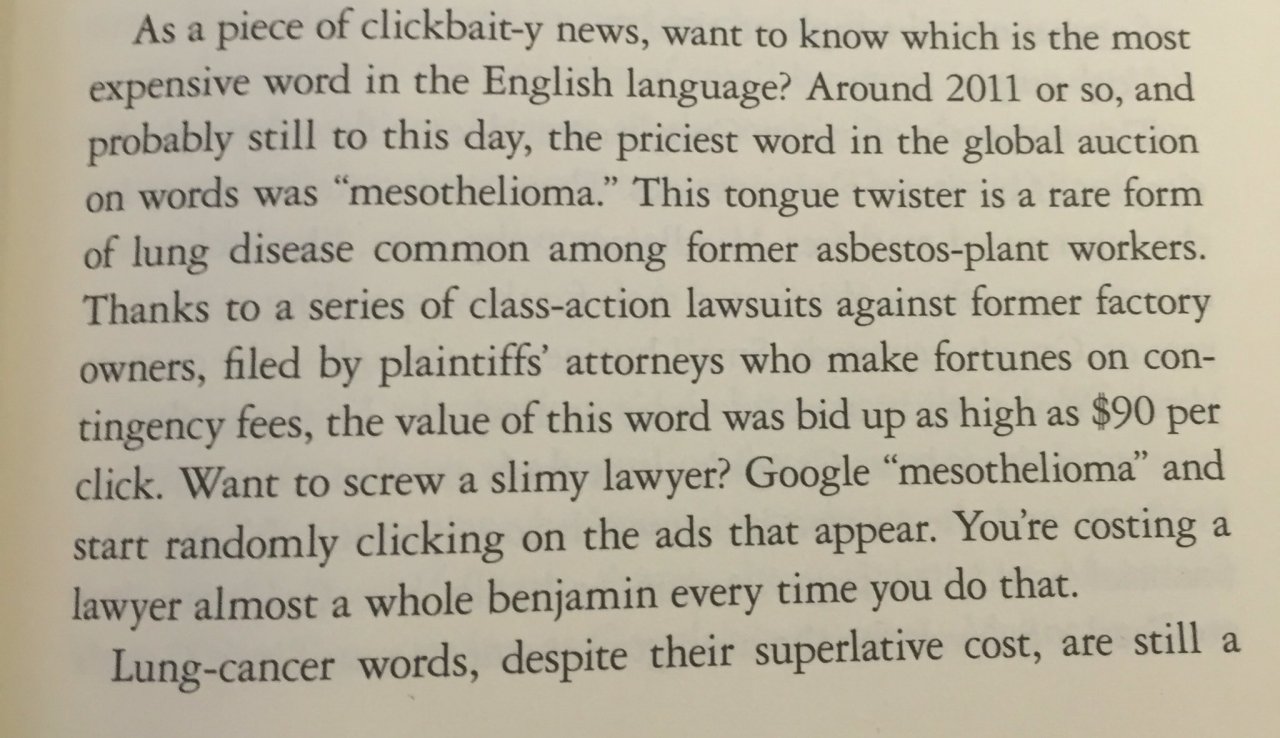 As a piece of clickbait-y news, want to know which is the most
expensive word in the English language? Around 2011 or so, and
probably still to this day, the priciest word in the global auction
on words was “mesothelioma.” This tongue twister is a rare form
of lung disease common among former asbestos-plant workers.
Thanks to a series of class-action lawsuits against former factory
owners, filed by plaintiffs’ attorneys who make fortunes on con-
tingency fees, the value of this word was bid up as high as $90 per
click. Want to screw a slimy lawyer? Google “mesothelioma” and
start randomly clicking on the ads that appear. You’re costing a
lawyer almost a whole benjamin every time you do that.
Lung-cancer words, despite their superlative cost, are still a